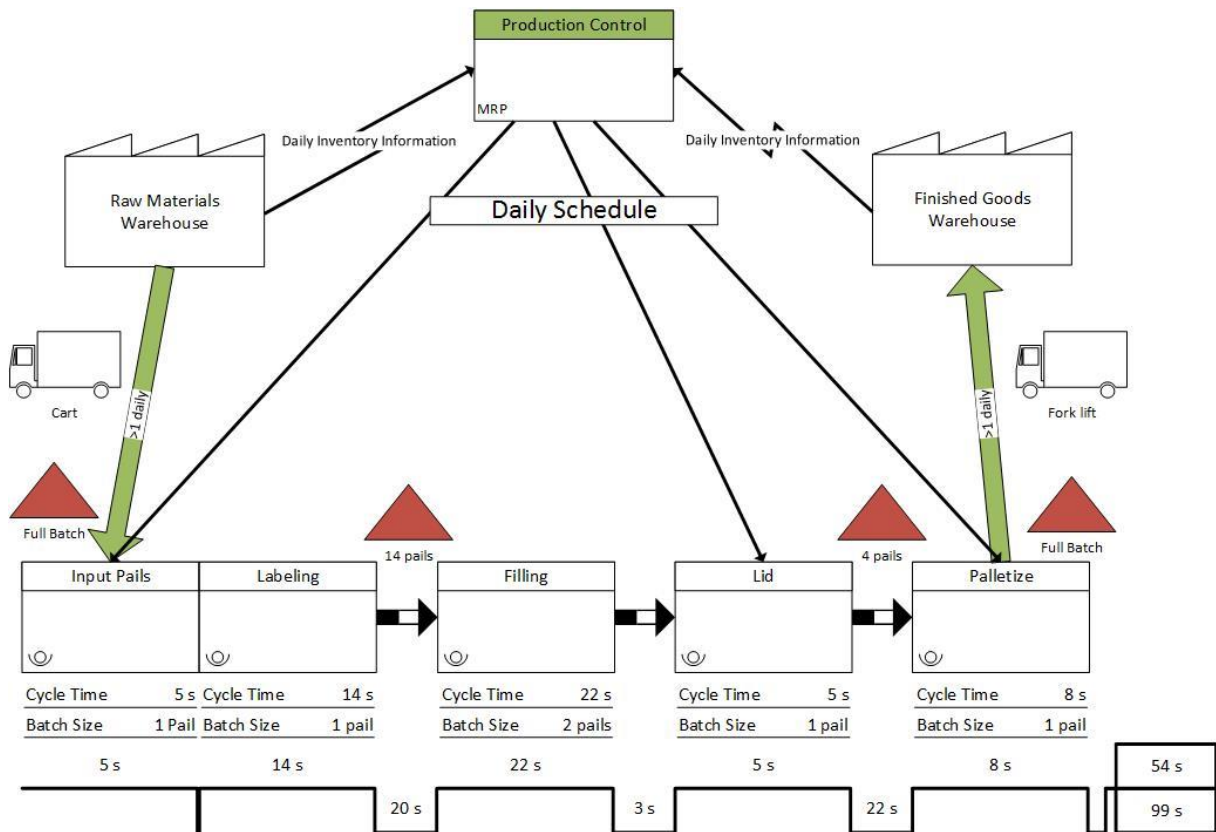 Production Control
MRP
Daily Inventory Information
Daily Inventory Information
Raw Materials
Warehouse
Daily Schedule
Finished Goods
Warehouse
Cart
>1 daily
<1 daily
Fork lift
Full Batch
14 pails
4 pails
Full Batch
Input Pails
Labeling
Filling
Lid
Palletize
Cycle Time 5 s
Batch Size 1 Pail
Cycle Time 14 s
Batch Size 1 pail
Cycle Time 22 s
Batch Size 2 pails
Cycle Time 5 s
Batch Size 1 pail
Cycle Time 8 s
Batch Size 1 pail
5 s 14 s 22 s 5 s 8 s 54 s
20 s 3 s 22 s 99 s